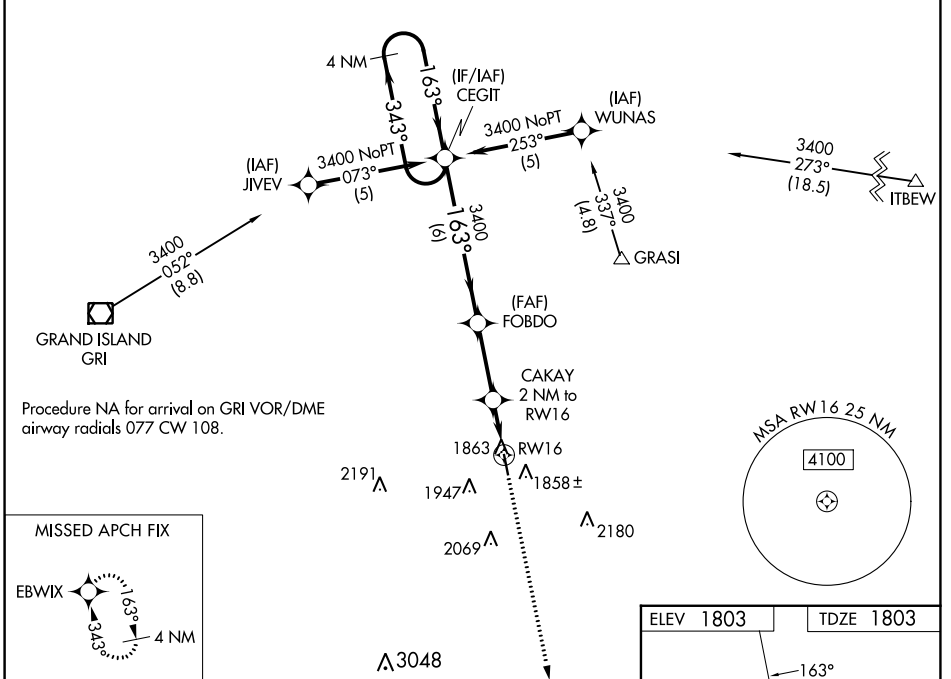 4 NM
163°
343°
(IF/IAF)
CEGIT
(IAF)
WUNAS
3400 NoPT
253°
(5)
(IAF)
JIVEV
3400 NoPT
073°
(5)
3400
273°
(18.5)
ITBEW
3400
337°
(4.8)
GRASI
3400
163°
(6)
3400
052°
(8.8)
GRAND ISLAND
GRI
(FAF)
FOBDO
CAKAY
2 NM to
RW16
Procedure NA for arrival on GRI VOR/DME
airway radials 077 CW 108.
1863
RW16
2191
1947
1858±
2069
2180
3048
MSA RW16 25 NM
4100
MISSED APCH FIX
EBWIX
163°
343°
4 NM
ELEV 1803
TDZE 1803
163°